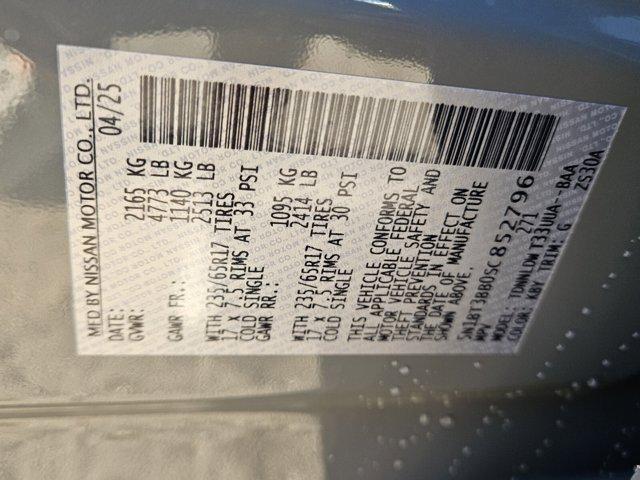 MFD BY NISSAN MOTOR CO., LTD.
DATE: 04/25
GVWR: 2165 KG
4773 LB
GAWR FR.: 1140 KG
2513 LB
WITH 235/65R17 TIRES
17 X 7.5 RIMS AT 33 PSI
COLD SINGLE
GAWR RR.: 1095 KG
2414 LB
WITH 235/65R17 TIRES
17 X 7.5 RIMS AT 30 PSI
COLD SINGLE
THIS VEHICLE CONFORMS TO
ALL APPLICABLE FEDERAL
MOTOR VEHICLE SAFETY AND
THEFT PREVENTION
STANDARDS IN EFFECT ON
THE DATE OF MANUFACTURE
SHOWN ABOVE.
5N1BT3BB0SC852796
MPV 271
MODEL: TDNNLDW T33UUA--BAA
COLOR: KBY TRIM: G ZS30A